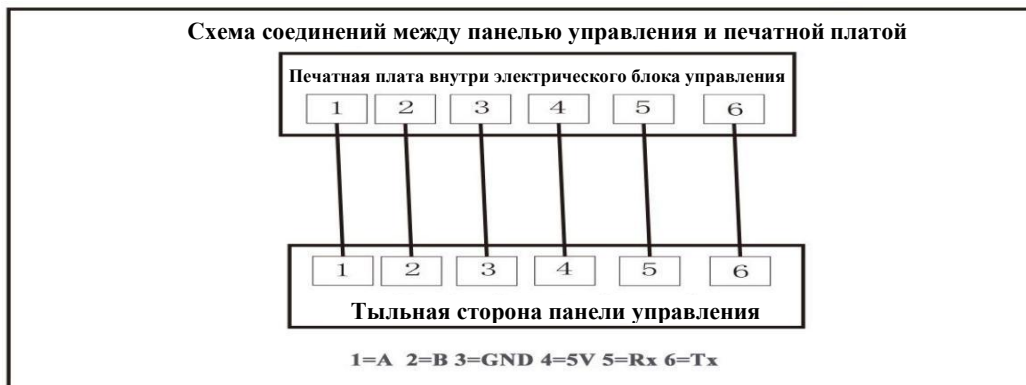 Схема соединений между панелью управления и печатной платой
Печатная плата внутри электрического блока управления
1 2 3 4 5 6
1 2 3 4 5 6
Тыльная сторона панели управления
1=A 2=B 3=GND 4=5V 5=Rx 6=Tx